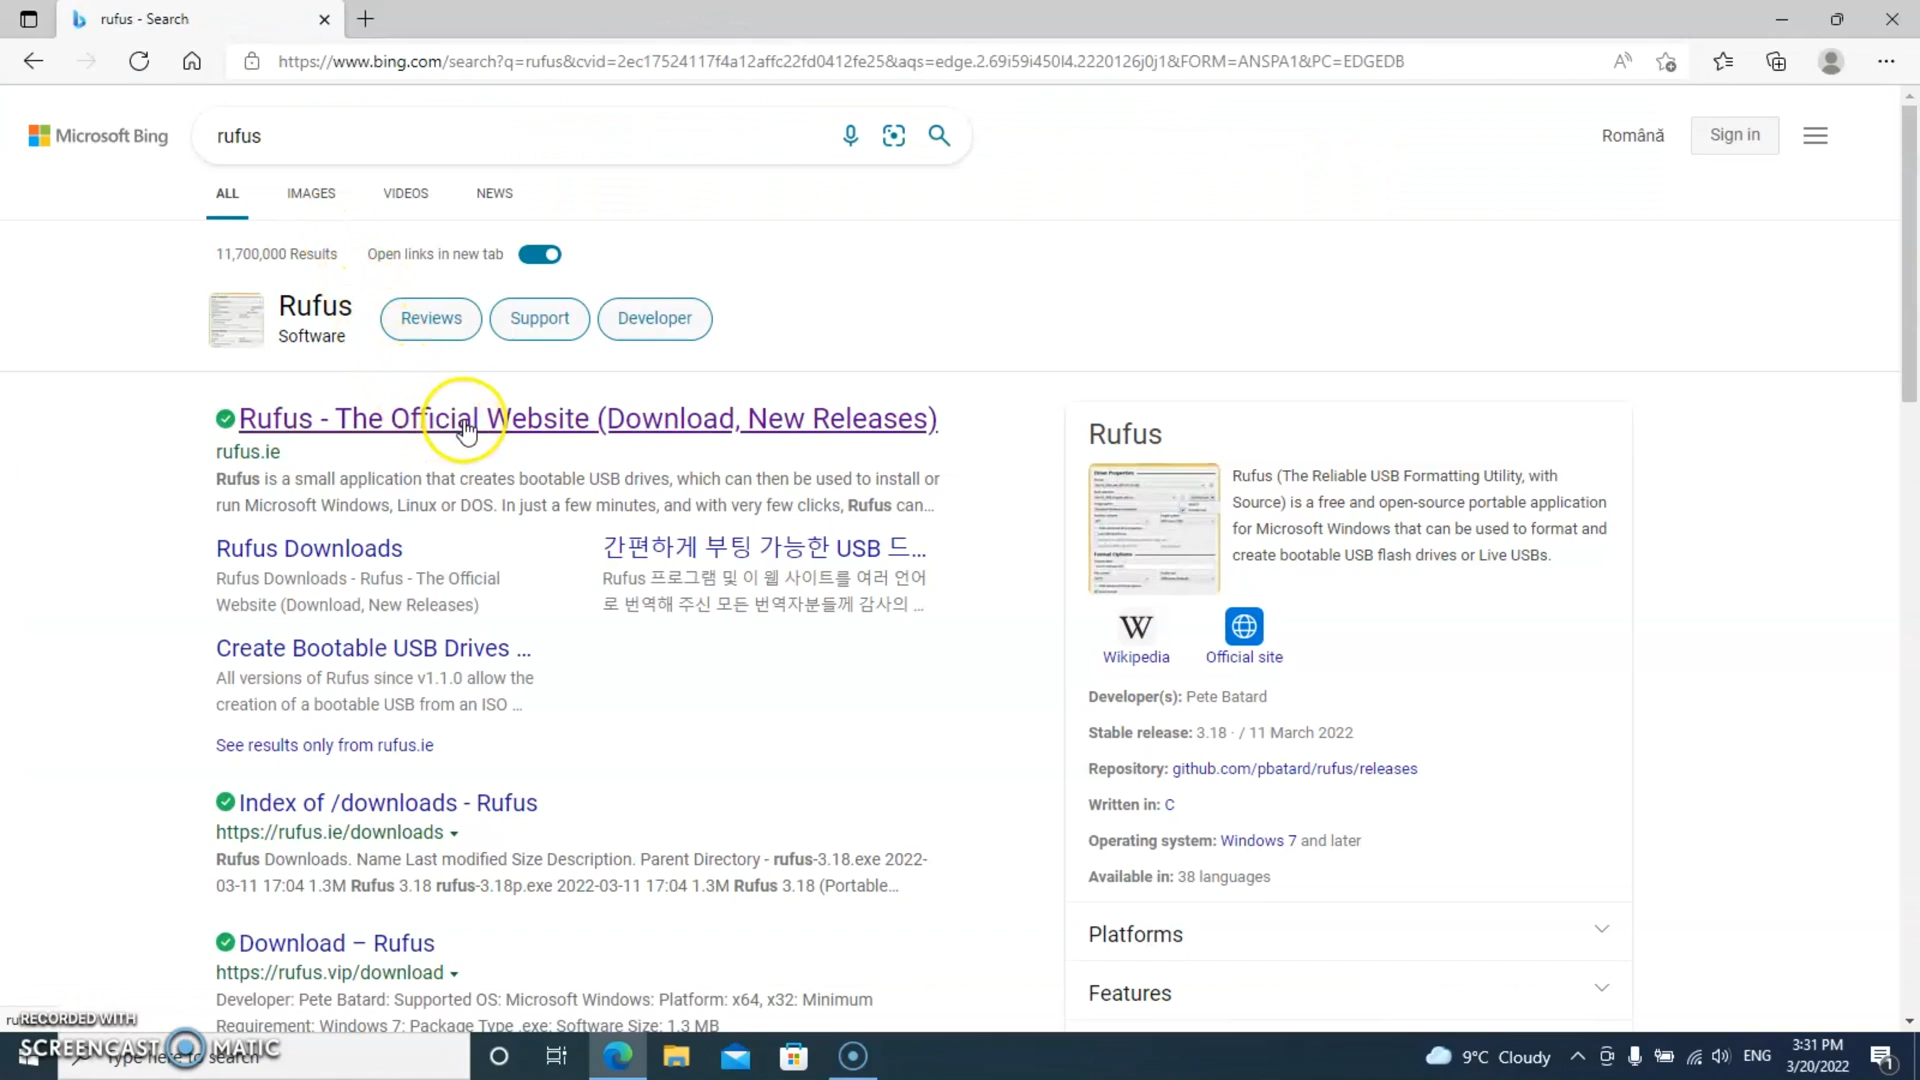 rufus - Search
https://www.bing.com/search?q=rufus&cvid=2ec17524117f4a12affc22fd0412fe25&aqs=edge.2.69i59i450l4.2220126j0j1&FORM=ANSPA1&PC=EDGEDB
Microsoft Bing
rufus
Română
Sign in
ALL IMAGES VIDEOS NEWS
11,700,000 Results Open links in new tab
Rufus
Software
Reviews Support Developer
Rufus - The Official Website (Download, New Releases)
rufus.ie
Rufus is a small application that creates bootable USB drives, which can then be used to install or
run Microsoft Windows, Linux or DOS. In just a few minutes, and with very few clicks, Rufus can...
Rufus Downloads
Rufus Downloads - Rufus - The Official
Website (Download, New Releases)
간편하게 부팅 가능한 USB 드...
Rufus 프로그램 및 이 웹 사이트를 여러 언어
로 번역해 주신 모든 번역자분들께 감사의 ...
Create Bootable USB Drives ...
All versions of Rufus since v1.1.0 allow the
creation of a bootable USB from an ISO ...
See results only from rufus.ie
Index of /downloads - Rufus
https://rufus.ie/downloads
Rufus Downloads. Name Last modified Size Description. Parent Directory - rufus-3.18.exe 2022-
03-11 17:04 1.3M Rufus 3.18 rufus-3.18p.exe 2022-03-11 17:04 1.3M Rufus 3.18 (Portable...
Download – Rufus
https://rufus.vip/download
Developer: Pete Batard: Supported OS: Microsoft Windows: Platform: x64, x32: Minimum
Requirement: Windows 7: Package Type .exe: Software Size: 1.3 MB
Rufus
Rufus (The Reliable USB Formatting Utility, with
Source) is a free and open-source portable application
for Microsoft Windows that can be used to format and
create bootable USB flash drives or Live USBs.
W
Wikipedia Official site
Developer(s): Pete Batard
Stable release: 3.18 · / 11 March 2022
Repository: github.com/pbatard/rufus/releases
Written in: C
Operating system: Windows 7 and later
Available in: 38 languages
Platforms
Features
RECORDED WITH
SCREENCAST MATIC
Type here to search
9°C Cloudy
ENG
3:31 PM
3/20/2022
1